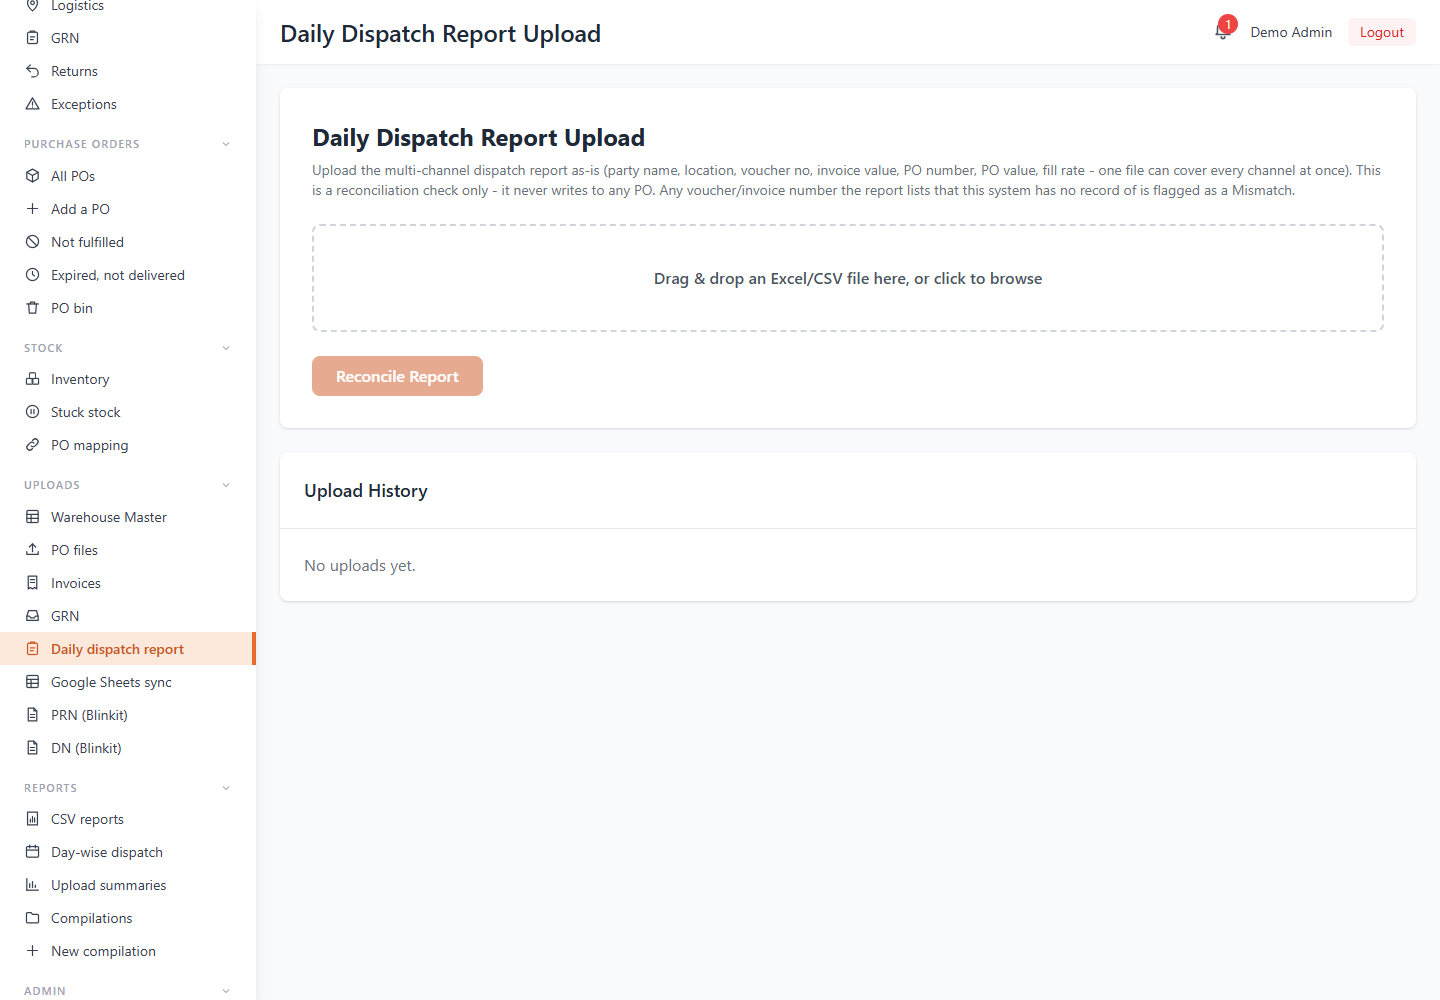 Logistics
GRN
Returns
Exceptions
PURCHASE ORDERS
All POs
Add a PO
Not fulfilled
Expired, not delivered
PO bin
STOCK
Inventory
Stuck stock
PO mapping
UPLOADS
Warehouse Master
PO files
Invoices
GRN
Daily dispatch report
Google Sheets sync
PRN (Blinkit)
DN (Blinkit)
REPORTS
CSV reports
Day-wise dispatch
Upload summaries
Compilations
New compilation
ADMIN
Daily Dispatch Report Upload
1
Demo Admin
Logout
Daily Dispatch Report Upload
Upload the multi-channel dispatch report as-is (party name, location, voucher no, invoice value, PO number, PO value, fill rate - one file can cover every channel at once). This
is a reconciliation check only - it never writes to any PO. Any voucher/invoice number the report lists that this system has no record of is flagged as a Mismatch.
Drag & drop an Excel/CSV file here, or click to browse
Reconcile Report
Upload History
No uploads yet.